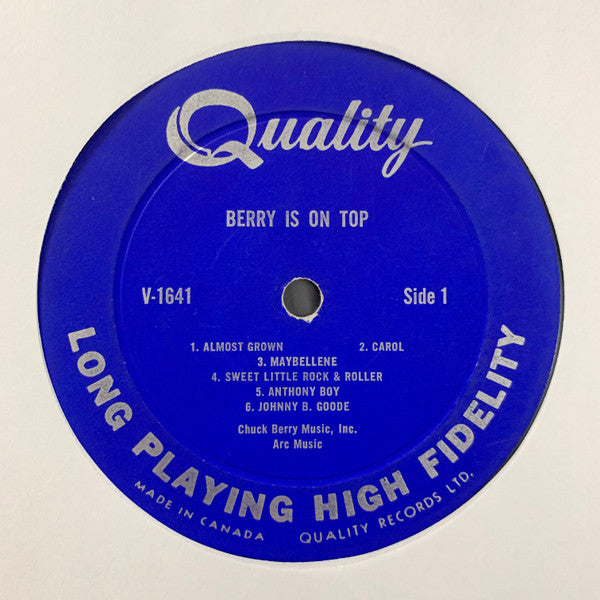 Quality
BERRY IS ON TOP
V-1641 Side 1
1. ALMOST GROWN 2. CAROL
3. MAYBELLENE
4. SWEET LITTLE ROCK & ROLLER
5. ANTHONY BOY
6. JOHNNY B. GOODE
Chuck Berry Music, Inc.
Arc Music
LONG PLAYING HIGH FIDELITY
MADE IN CANADA QUALITY RECORDS LTD.